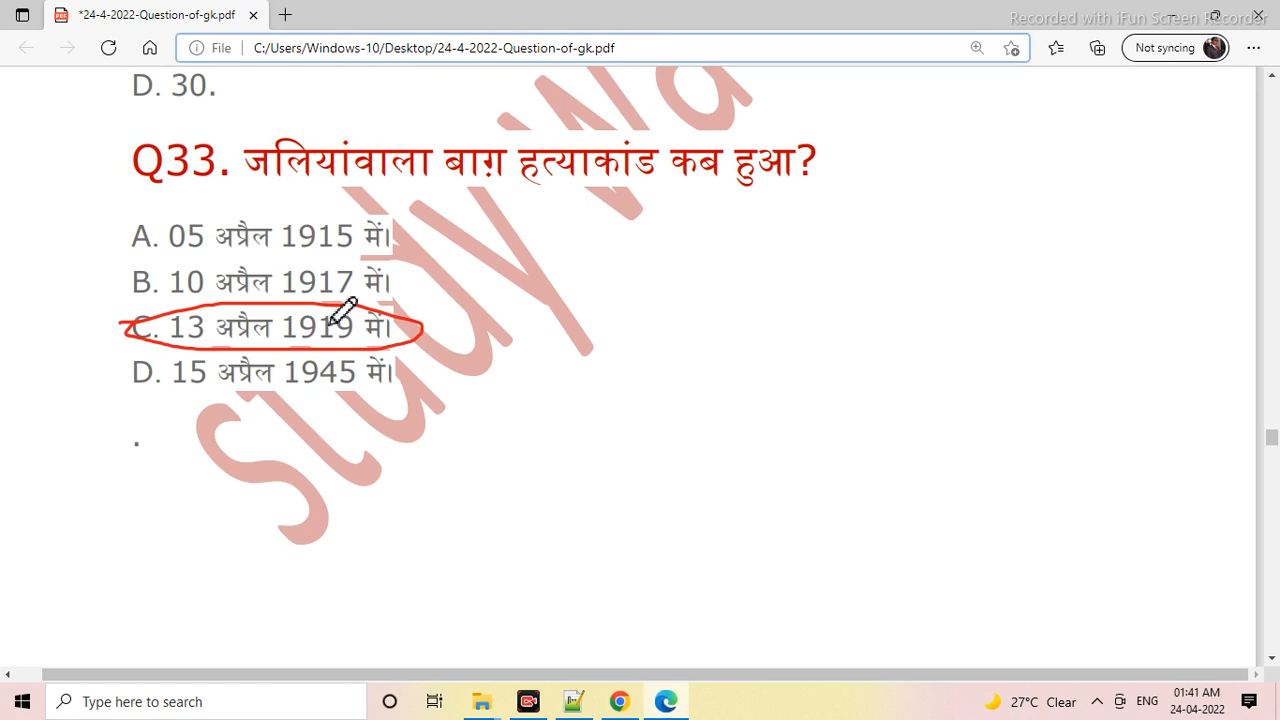 *24-4-2022-Question-of-gk.pdf
Recorded with iFun Screen Recorder
File C:/Users/Windows-10/Desktop/24-4-2022-Question-of-gk.pdf Not syncing
D. 30.
Q33. जलियांवाला बाग़ हत्याकांड कब हुआ?
A. 05 अप्रैल 1915 में।
B. 10 अप्रैल 1917 में।
C. 13 अप्रैल 1919 में।
D. 15 अप्रैल 1945 में।
.
study wa
Type here to search 27°C Clear ENG 01:41 AM
24-04-2022